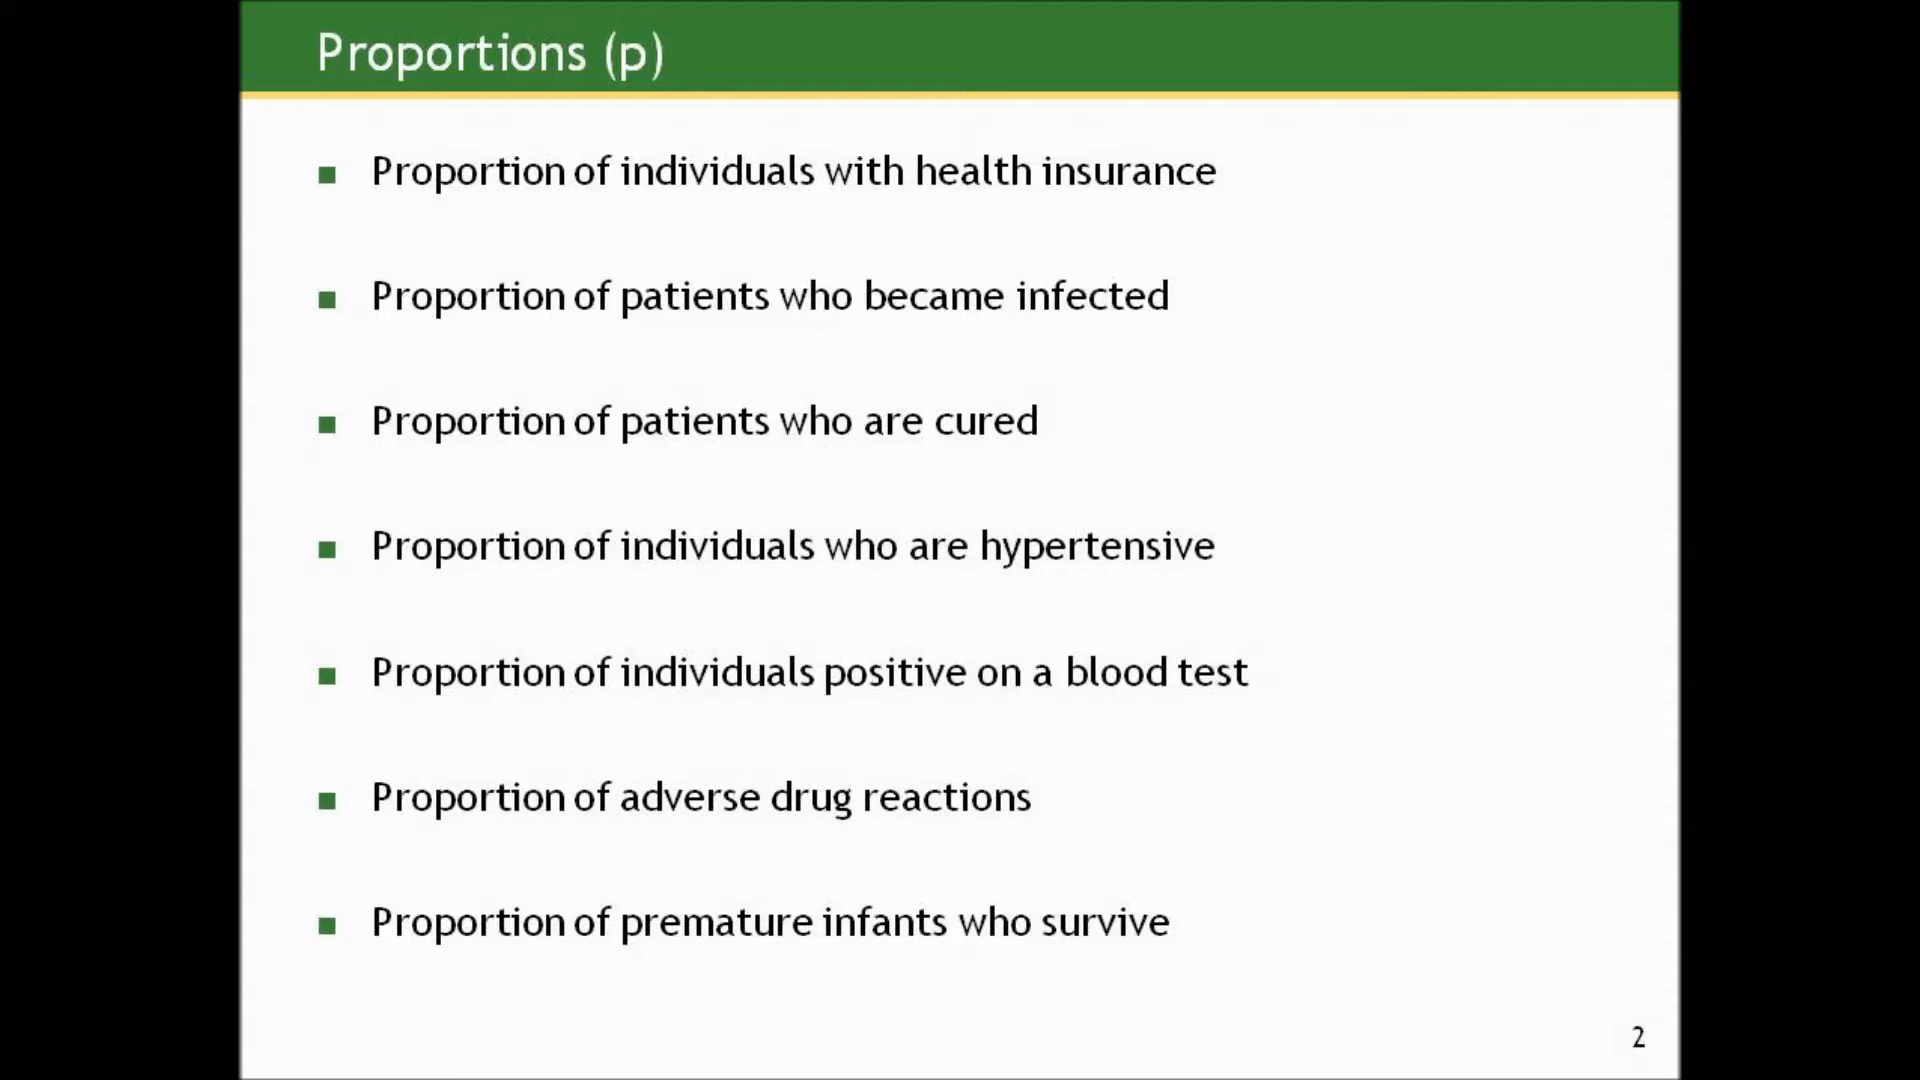 Proportions (p)
Proportion of individuals with health insurance
Proportion of patients who became infected
Proportion of patients who are cured
Proportion of individuals who are hypertensive
Proportion of individuals positive on a blood test
Proportion of adverse drug reactions
Proportion of premature infants who survive
2